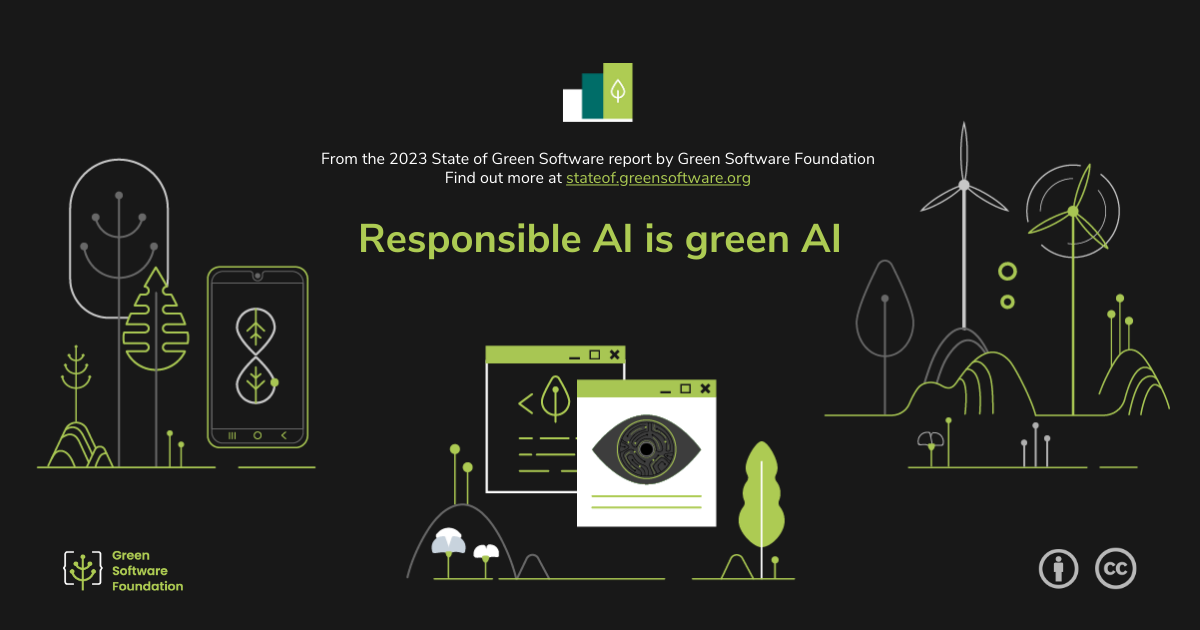 From the 2023 State of Green Software report by Green Software Foundation
Find out more at stateof.greensoftware.org
Responsible AI is green AI
Green
Software
Foundation
cc